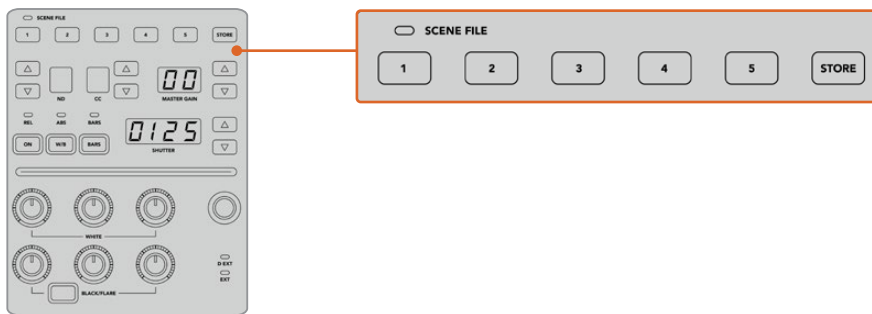 SCENE FILE
1 2 3 4 5 STORE
ND CC 00
MASTER GAIN
REL ABS BARS
ON W/B BARS 0125
SHUTTER
WHITE
D-EXT
EXT
BLACK/FLARE
SCENE FILE
1 2 3 4 5 STORE